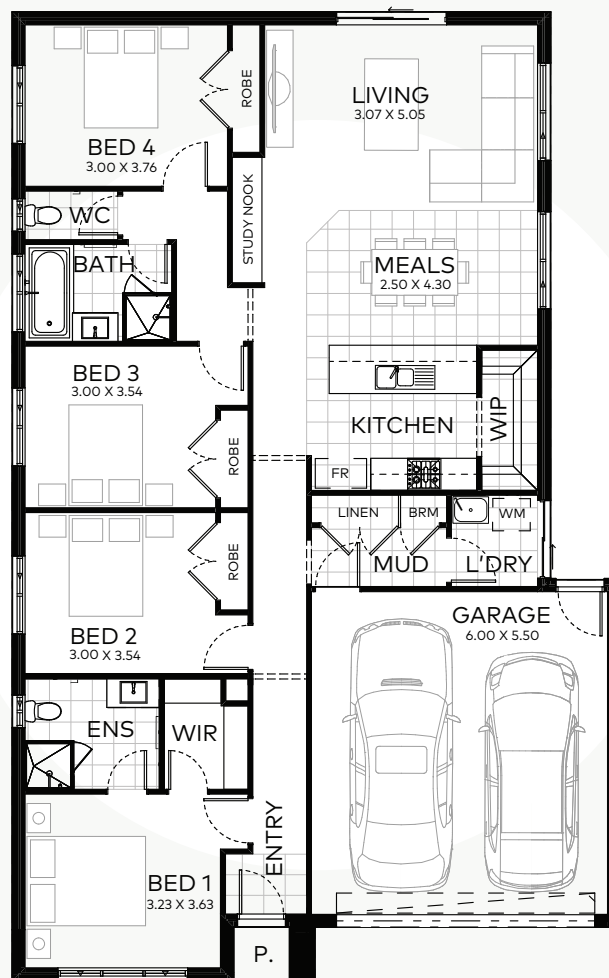 BED 4
3.00 X 3.76
ROBE
LIVING
3.07 X 5.05
WC
STUDY NOOK
BATH
MEALS
2.50 X 4.30
BED 3
3.00 X 3.54
ROBE
KITCHEN
WIP
FR
LINEN
BRM
WM
MUD
L'DRY
BED 2
3.00 X 3.54
ROBE
GARAGE
6.00 X 5.50
ENS
WIR
ENTRY
BED 1
3.23 X 3.63
P.